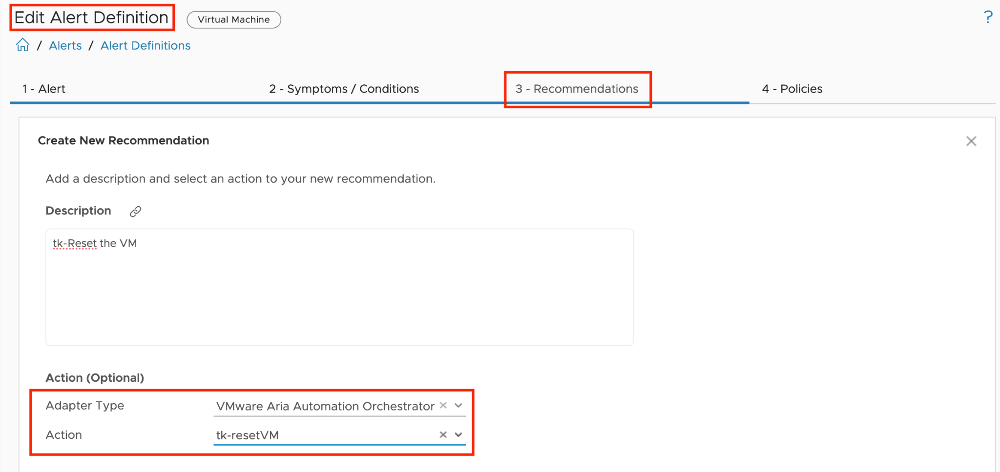 Edit Alert Definition Virtual Machine ?
/ Alerts / Alert Definitions
1 - Alert 2 - Symptoms / Conditions 3 - Recommendations 4 - Policies
Create New Recommendation
Add a description and select an action to your new recommendation.
Description
tk-Reset the VM
Action (Optional)
Adapter Type VMware Aria Automation Orchestrator
Action tk-resetVM